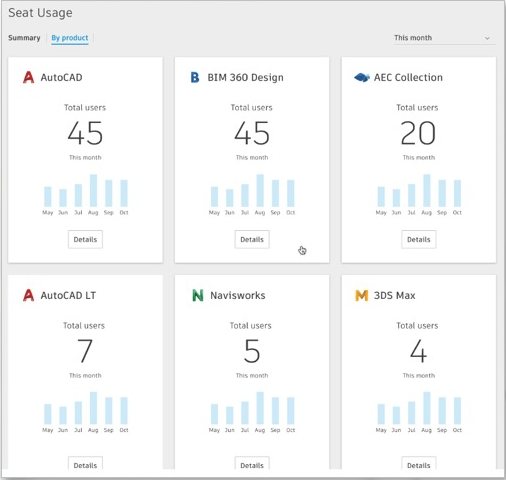 Seat Usage
Summary By product This month
AutoCAD
Total users
45
This month
May Jun Jul Aug Sep Oct
Details
BIM 360 Design
Total users
45
This month
May Jun Jul Aug Sep Oct
Details
AEC Collection
Total users
20
This month
May Jun Jul Aug Sep Oct
Details
AutoCAD LT
Total users
7
This month
May Jun Jul Aug Sep Oct
Details
Navisworks
Total users
5
This month
May Jun Jul Aug Sep Oct
Details
3DS Max
Total users
4
This month
May Jun Jul Aug Sep Oct
Details